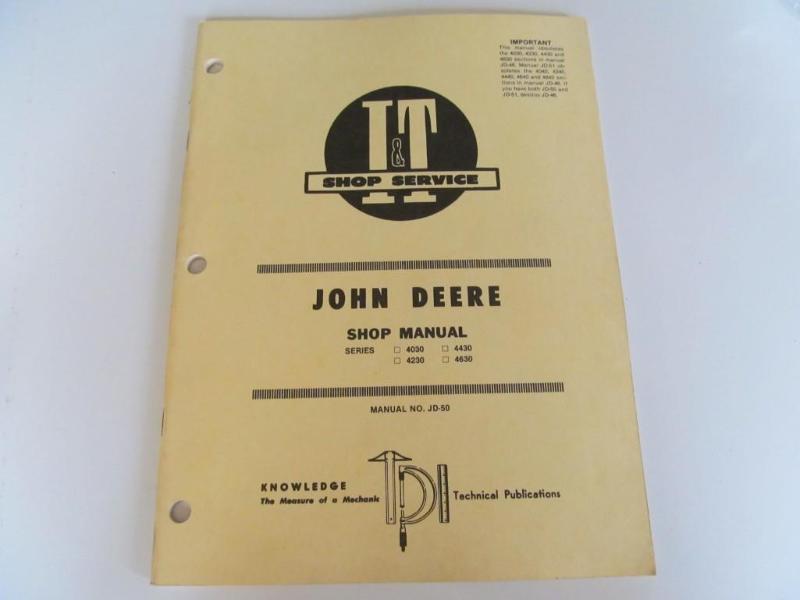 IMPORTANT
This manual obsoletes
the 4030, 4230, 4430 and
4630 sections in manual
JD-46. Manual JD-51 ob-
soletes the 4040, 4240,
4440, 4640 and 4840 sec-
tions in manual JD-46. If
you have both JD-50 and
JD-51, destroy JD-46.
I&T
SHOP SERVICE
JOHN DEERE
SHOP MANUAL
SERIES □ 4030 □ 4430
□ 4230 □ 4630
MANUAL NO. JD-50
KNOWLEDGE
The Measure of a Mechanic
TPI
Technical Publications